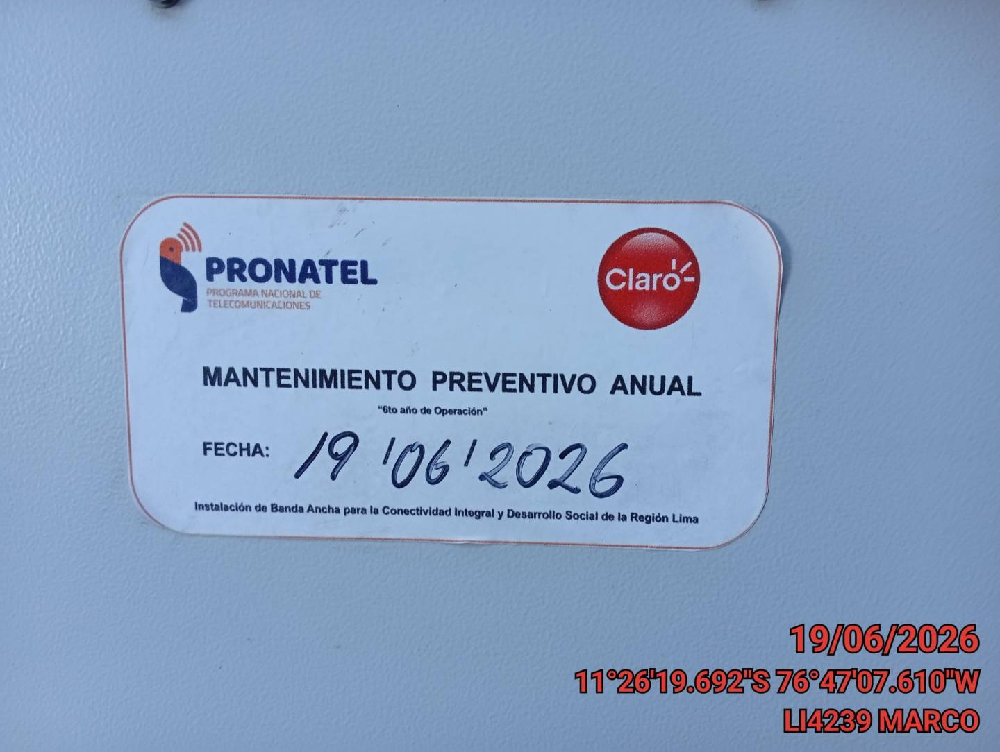 PRONATEL
PROGRAMA NACIONAL DE
TELECOMUNICACIONES
Claro
MANTENIMIENTO PREVENTIVO ANUAL
"6to año de Operación"
FECHA: 19/06/2026
Instalación de Banda Ancha para la Conectividad Integral y Desarrollo Social de la Región Lima
19/06/2026
11°26'19.692"S 76°47'07.610"W
LI4239 MARCO